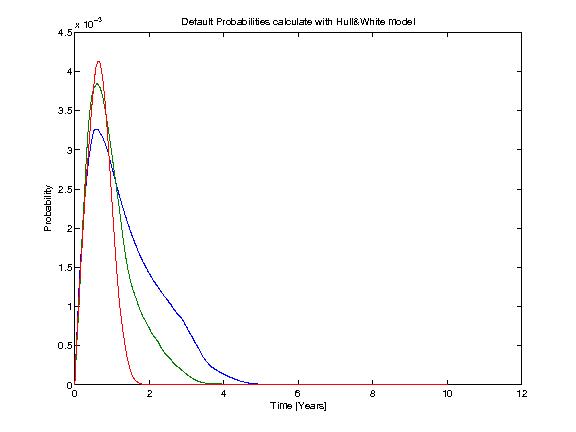 Default Probabilities calculate with Hull&White Model
x 10⁻³
4.5
4
3.5
3
2.5
2
1.5
1
0.5
0
Probability
0 2 4 6 8 10 12
Time [Years]